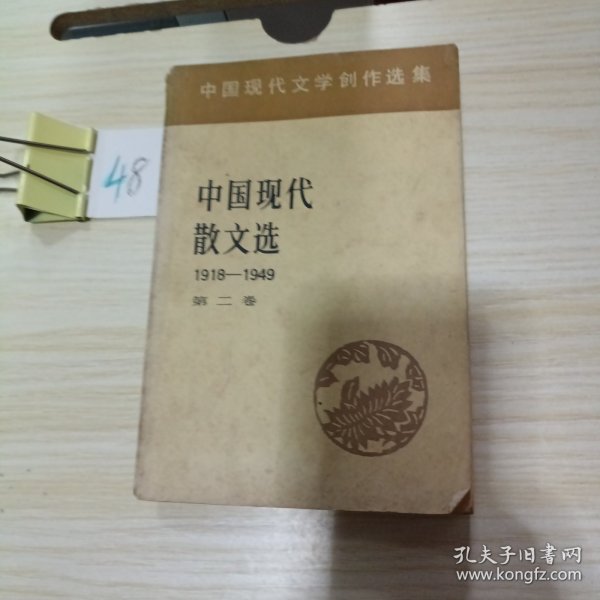 中国现代文学创作选集
48
中国现代
散文选
1918—1949
第二卷
孔夫子旧书网
www.kongfz.com